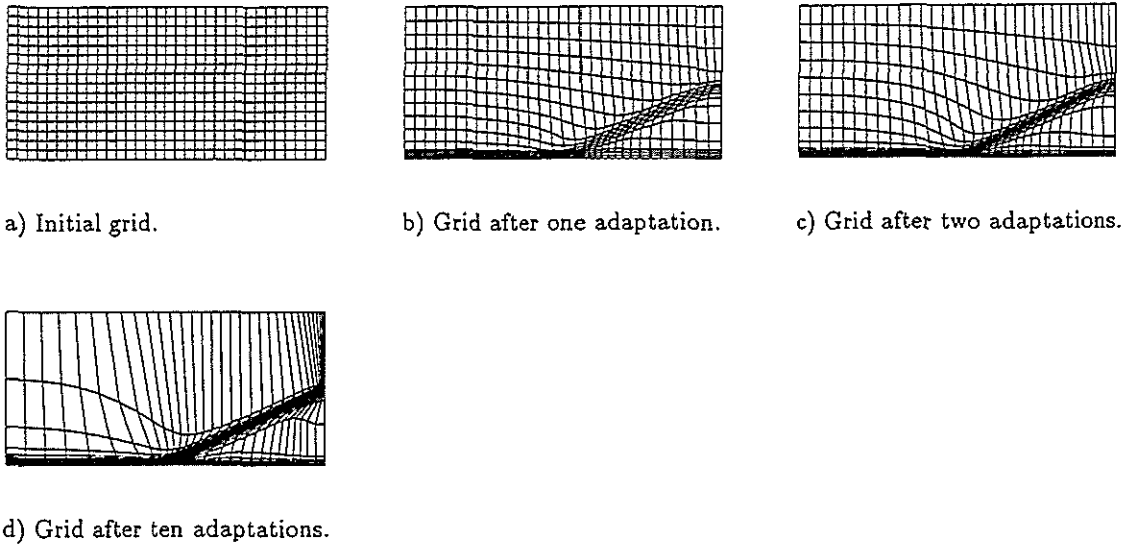 a) Initial grid.
b) Grid after one adaptation.
c) Grid after two adaptations.
d) Grid after ten adaptations.